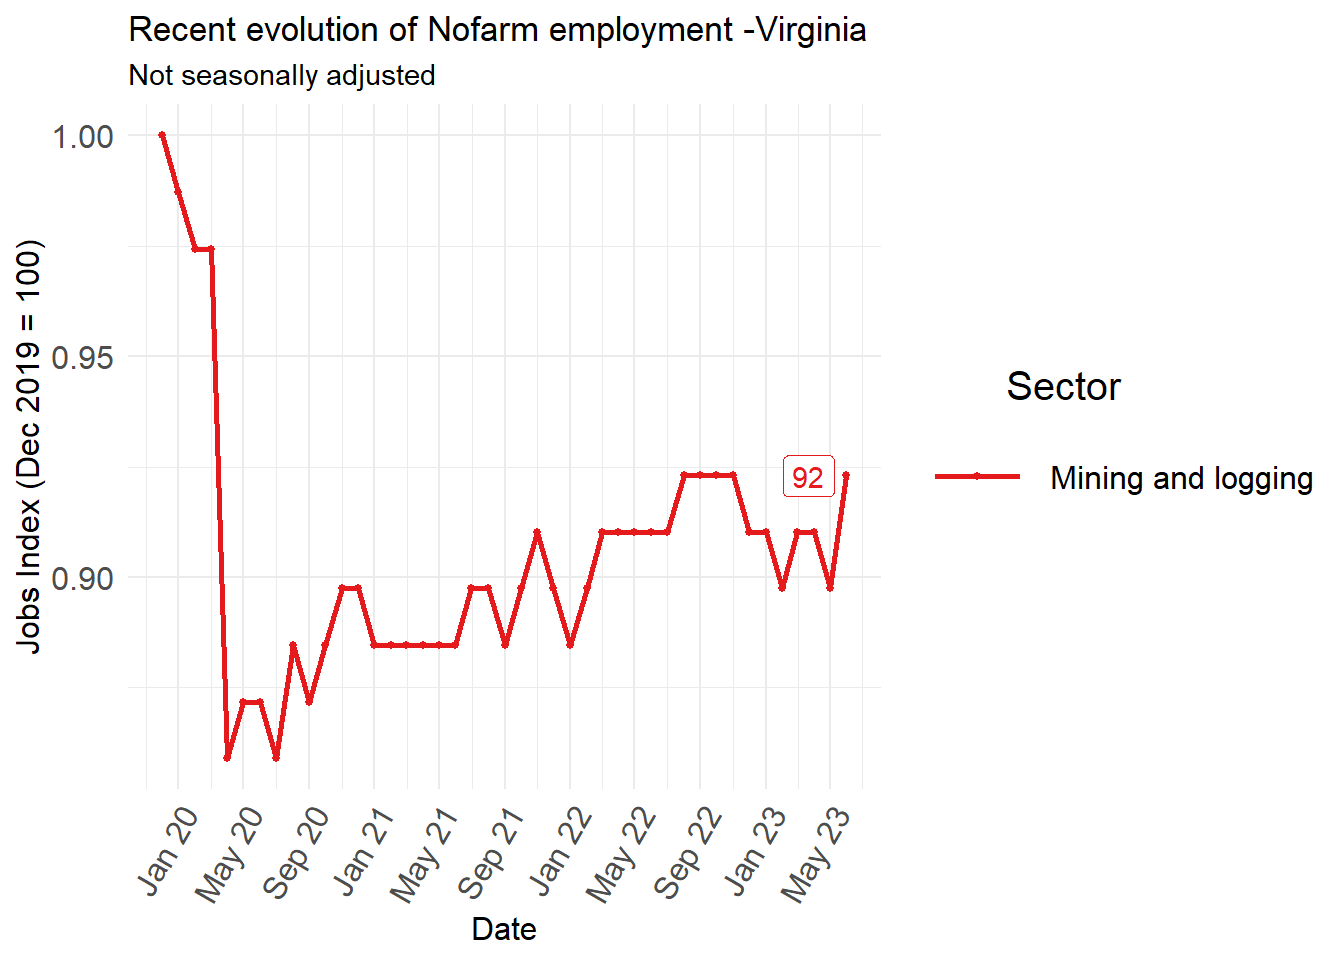 Recent evolution of Nofarm employment -Virginia
Not seasonally adjusted
Jobs Index (Dec 2019 = 100)
1.00
0.95
0.90
92
Jan 20
May 20
Sep 20
Jan 21
May 21
Sep 21
Jan 22
May 22
Sep 22
Jan 23
May 23
Date
Sector
Mining and logging